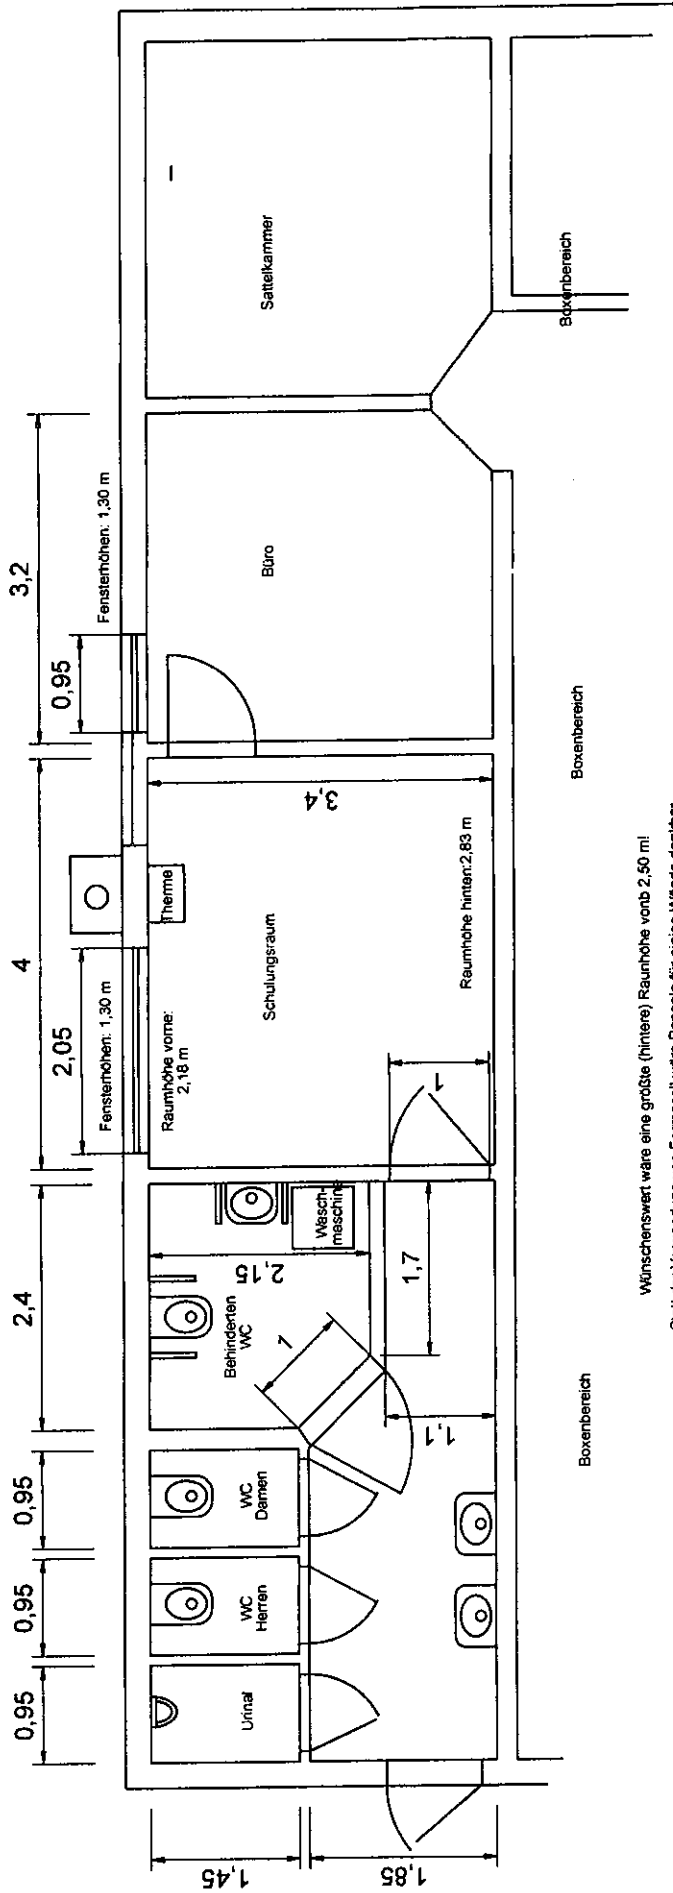 0,95
0,95
0,95
2,4
4
3,2
2,05
0,95
Fensterhöhen: 1,30 m
Fensterhöhen: 1,30 m
1,45
1,85
Urinal
WC
Herren
WC
Damen
Behinderten
WC
2,15
Wasch-
maschine
1
1,7
1,1
Raumhöhe vorne:
2,18 m
Therme
Schulungsraum
3,4
Raumhöhe hinten:2,83 m
1
Büro
Sattelkammer
Boxenbereich
Boxenbereich
Boxenbereich
Wünschenswert wäre eine größte (hintere) Raunhöhe vonb 2,50 m!